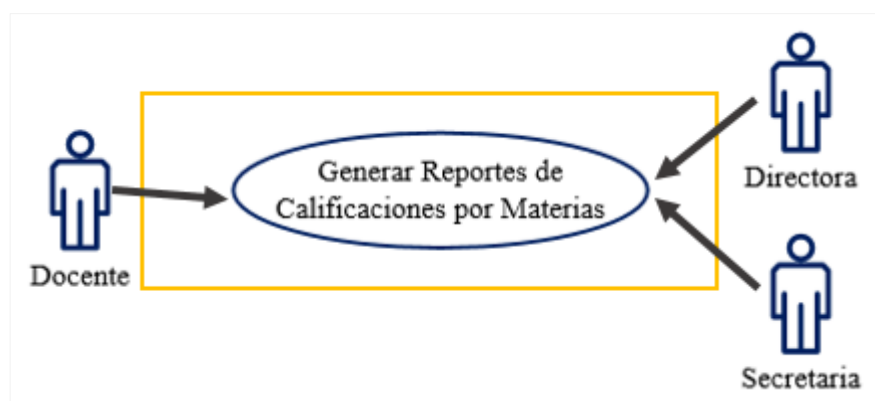 Generar Reportes de
Calificaciones por Materias
Docente
Directora
Secretaria